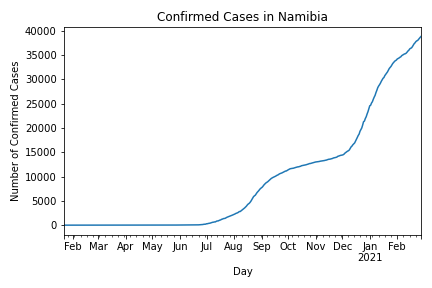 Confirmed Cases in Namibia
Number of Confirmed Cases
40000
35000
30000
25000
20000
15000
10000
5000
0
Feb Mar Apr May Jun Jul Aug Sep Oct Nov Dec Jan Feb
2021
Day